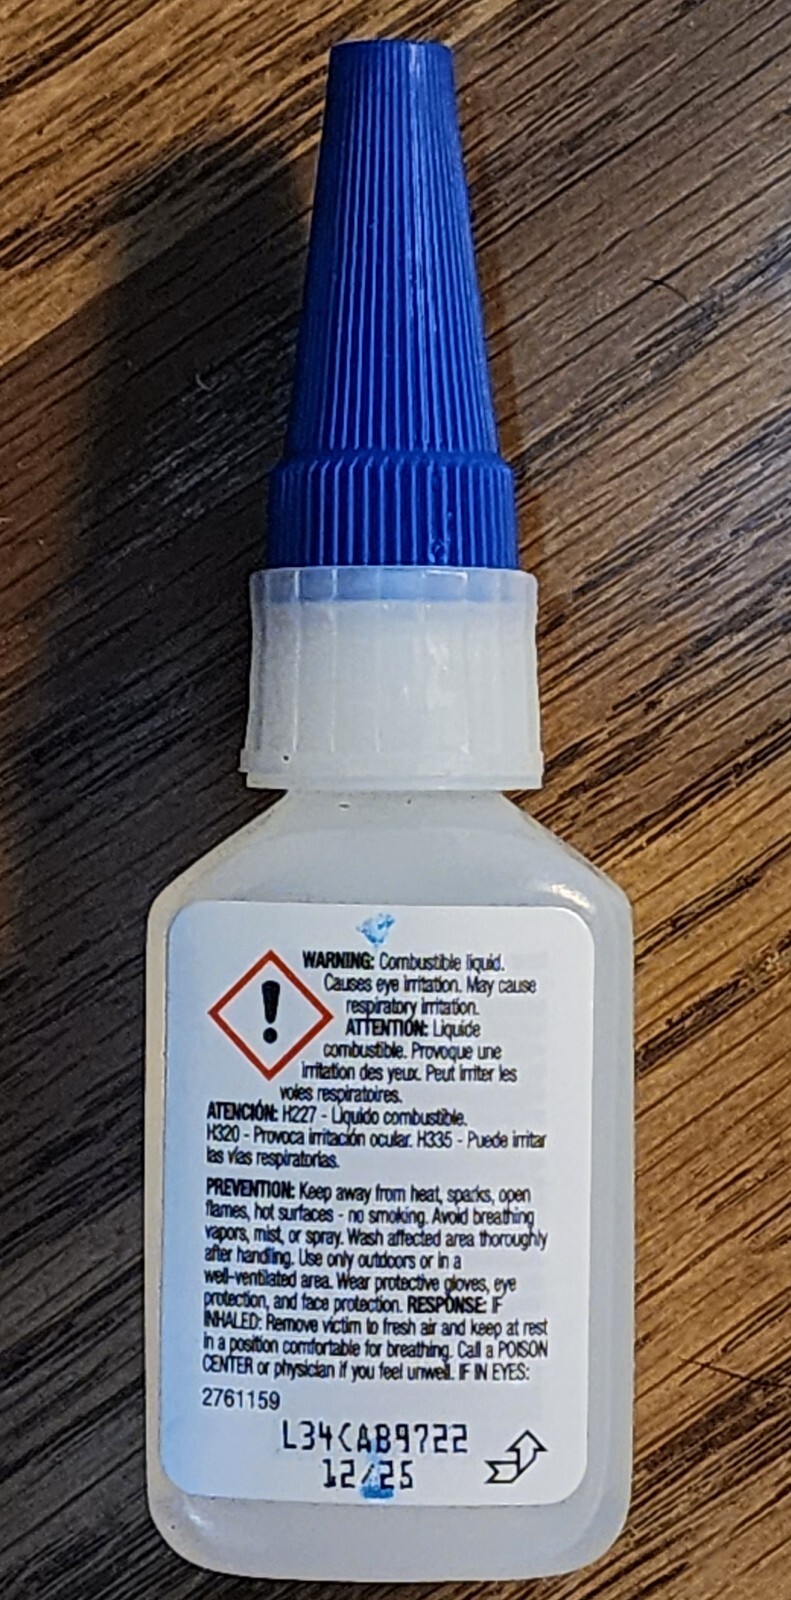 WARNING: Combustible liquid.
Causes eye irritation. May cause
respiratory irritation.
ATTENTION: Liquide
combustible. Provoque une
irritation des yeux. Peut irriter les
voies respiratoires.
ATENCIÓN: H227 - Líquido combustible.
H320 - Provoca irritación ocular. H335 - Puede irritar
las vías respiratorias.
PREVENTION: Keep away from heat, sparks, open
flames, hot surfaces - no smoking. Avoid breathing
vapors, mist, or spray. Wash affected area thoroughly
after handling. Use only outdoors or in a
well-ventilated area. Wear protective gloves, eye
protection, and face protection. RESPONSE: IF
INHALED: Remove victim to fresh air and keep at rest
in a position comfortable for breathing. Call a POISON
CENTER or physician if you feel unwell. IF IN EYES:
2761159
L34CAB9722
12/25